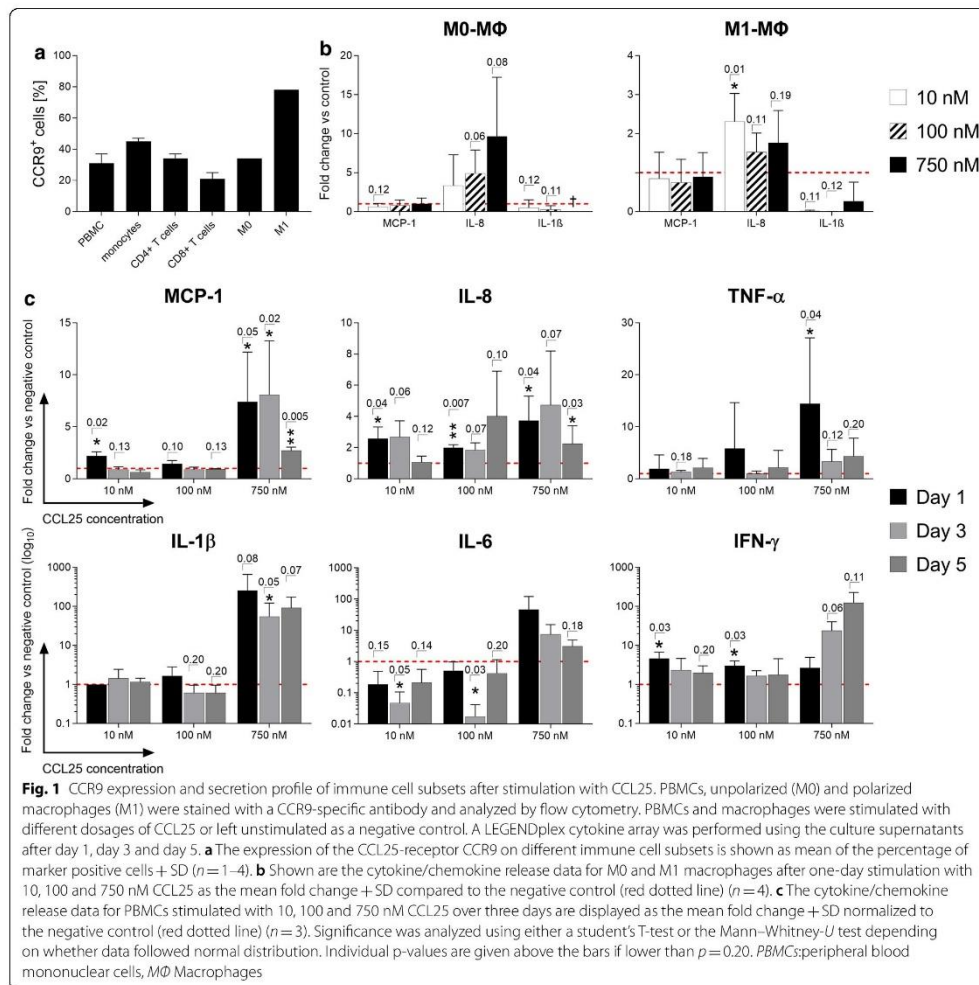 a
CCR9+ cells [%]
100
80
60
40
20
0
PBMC
monocytes
CD4+ T cells
CD8+ T cells
M0
M1
b
M0-MΦ
Fold change vs control
20
15
10
5
0
0.12
0.06
0.08
0.12
0.11
†
MCP-1
IL-8
IL-1ß
M1-MΦ
6
4
2
0
0.01
*
0.11
0.19
0.11
0.12
MCP-1
IL-8
IL-1ß
10 nM
100 nM
750 nM
c
MCP-1
Fold change vs negative control
15
10
5
0
0.02
*
0.13
0.10
0.13
0.05
*
0.02
*
0.005
**
10 nM
100 nM
750 nM
CCL25 concentration
IL-8
10
8
6
4
2
0
0.04
*
0.06
0.12
0.007
**
0.07
0.10
0.04
*
0.07
0.03
*
10 nM
100 nM
750 nM
TNF-α
30
20
10
0
0.18
0.04
*
0.12
0.20
10 nM
100 nM
750 nM
Day 1
Day 3
Day 5
IL-1β
Fold change vs negative control (log10)
1000
100
10
1
0.1
0.20
0.20
0.08
0.05
*
0.07
10 nM
100 nM
750 nM
CCL25 concentration
IL-6
1000
100
10
1
0.1
0.01
0.15
0.05
*
0.14
0.03
*
0.20
0.18
10 nM
100 nM
750 nM
IFN-γ
1000
100
10
1
0.1
0.03
*
0.20
0.03
*
0.06
0.11
10 nM
100 nM
750 nM
Fig. 1 CCR9 expression and secretion profile of immune cell subsets after stimulation with CCL25. PBMCs, unpolarized (M0) and polarized
macrophages (M1) were stained with a CCR9-specific antibody and analyzed by flow cytometry. PBMCs and macrophages were stimulated with
different dosages of CCL25 or left unstimulated as a negative control. A LEGENDplex cytokine array was performed using the culture supernatants
after day 1, day 3 and day 5. a The expression of the CCL25-receptor CCR9 on different immune cell subsets is shown as mean of the percentage of
marker positive cells + SD (n = 1–4). b Shown are the cytokine/chemokine release data for M0 and M1 macrophages after one-day stimulation with
10, 100 and 750 nM CCL25 as the mean fold change + SD compared to the negative control (red dotted line) (n = 4). c The cytokine/chemokine
release data for PBMCs stimulated with 10, 100 and 750 nM CCL25 over three days are displayed as the mean fold change + SD normalized to
the negative control (red dotted line) (n = 3). Significance was analyzed using either a student's T-test or the Mann–Whitney-U test depending
on whether data followed normal distribution. Individual p-values are given above the bars if lower than p = 0.20. PBMCs:peripheral blood
mononuclear cells, MΦ Macrophages